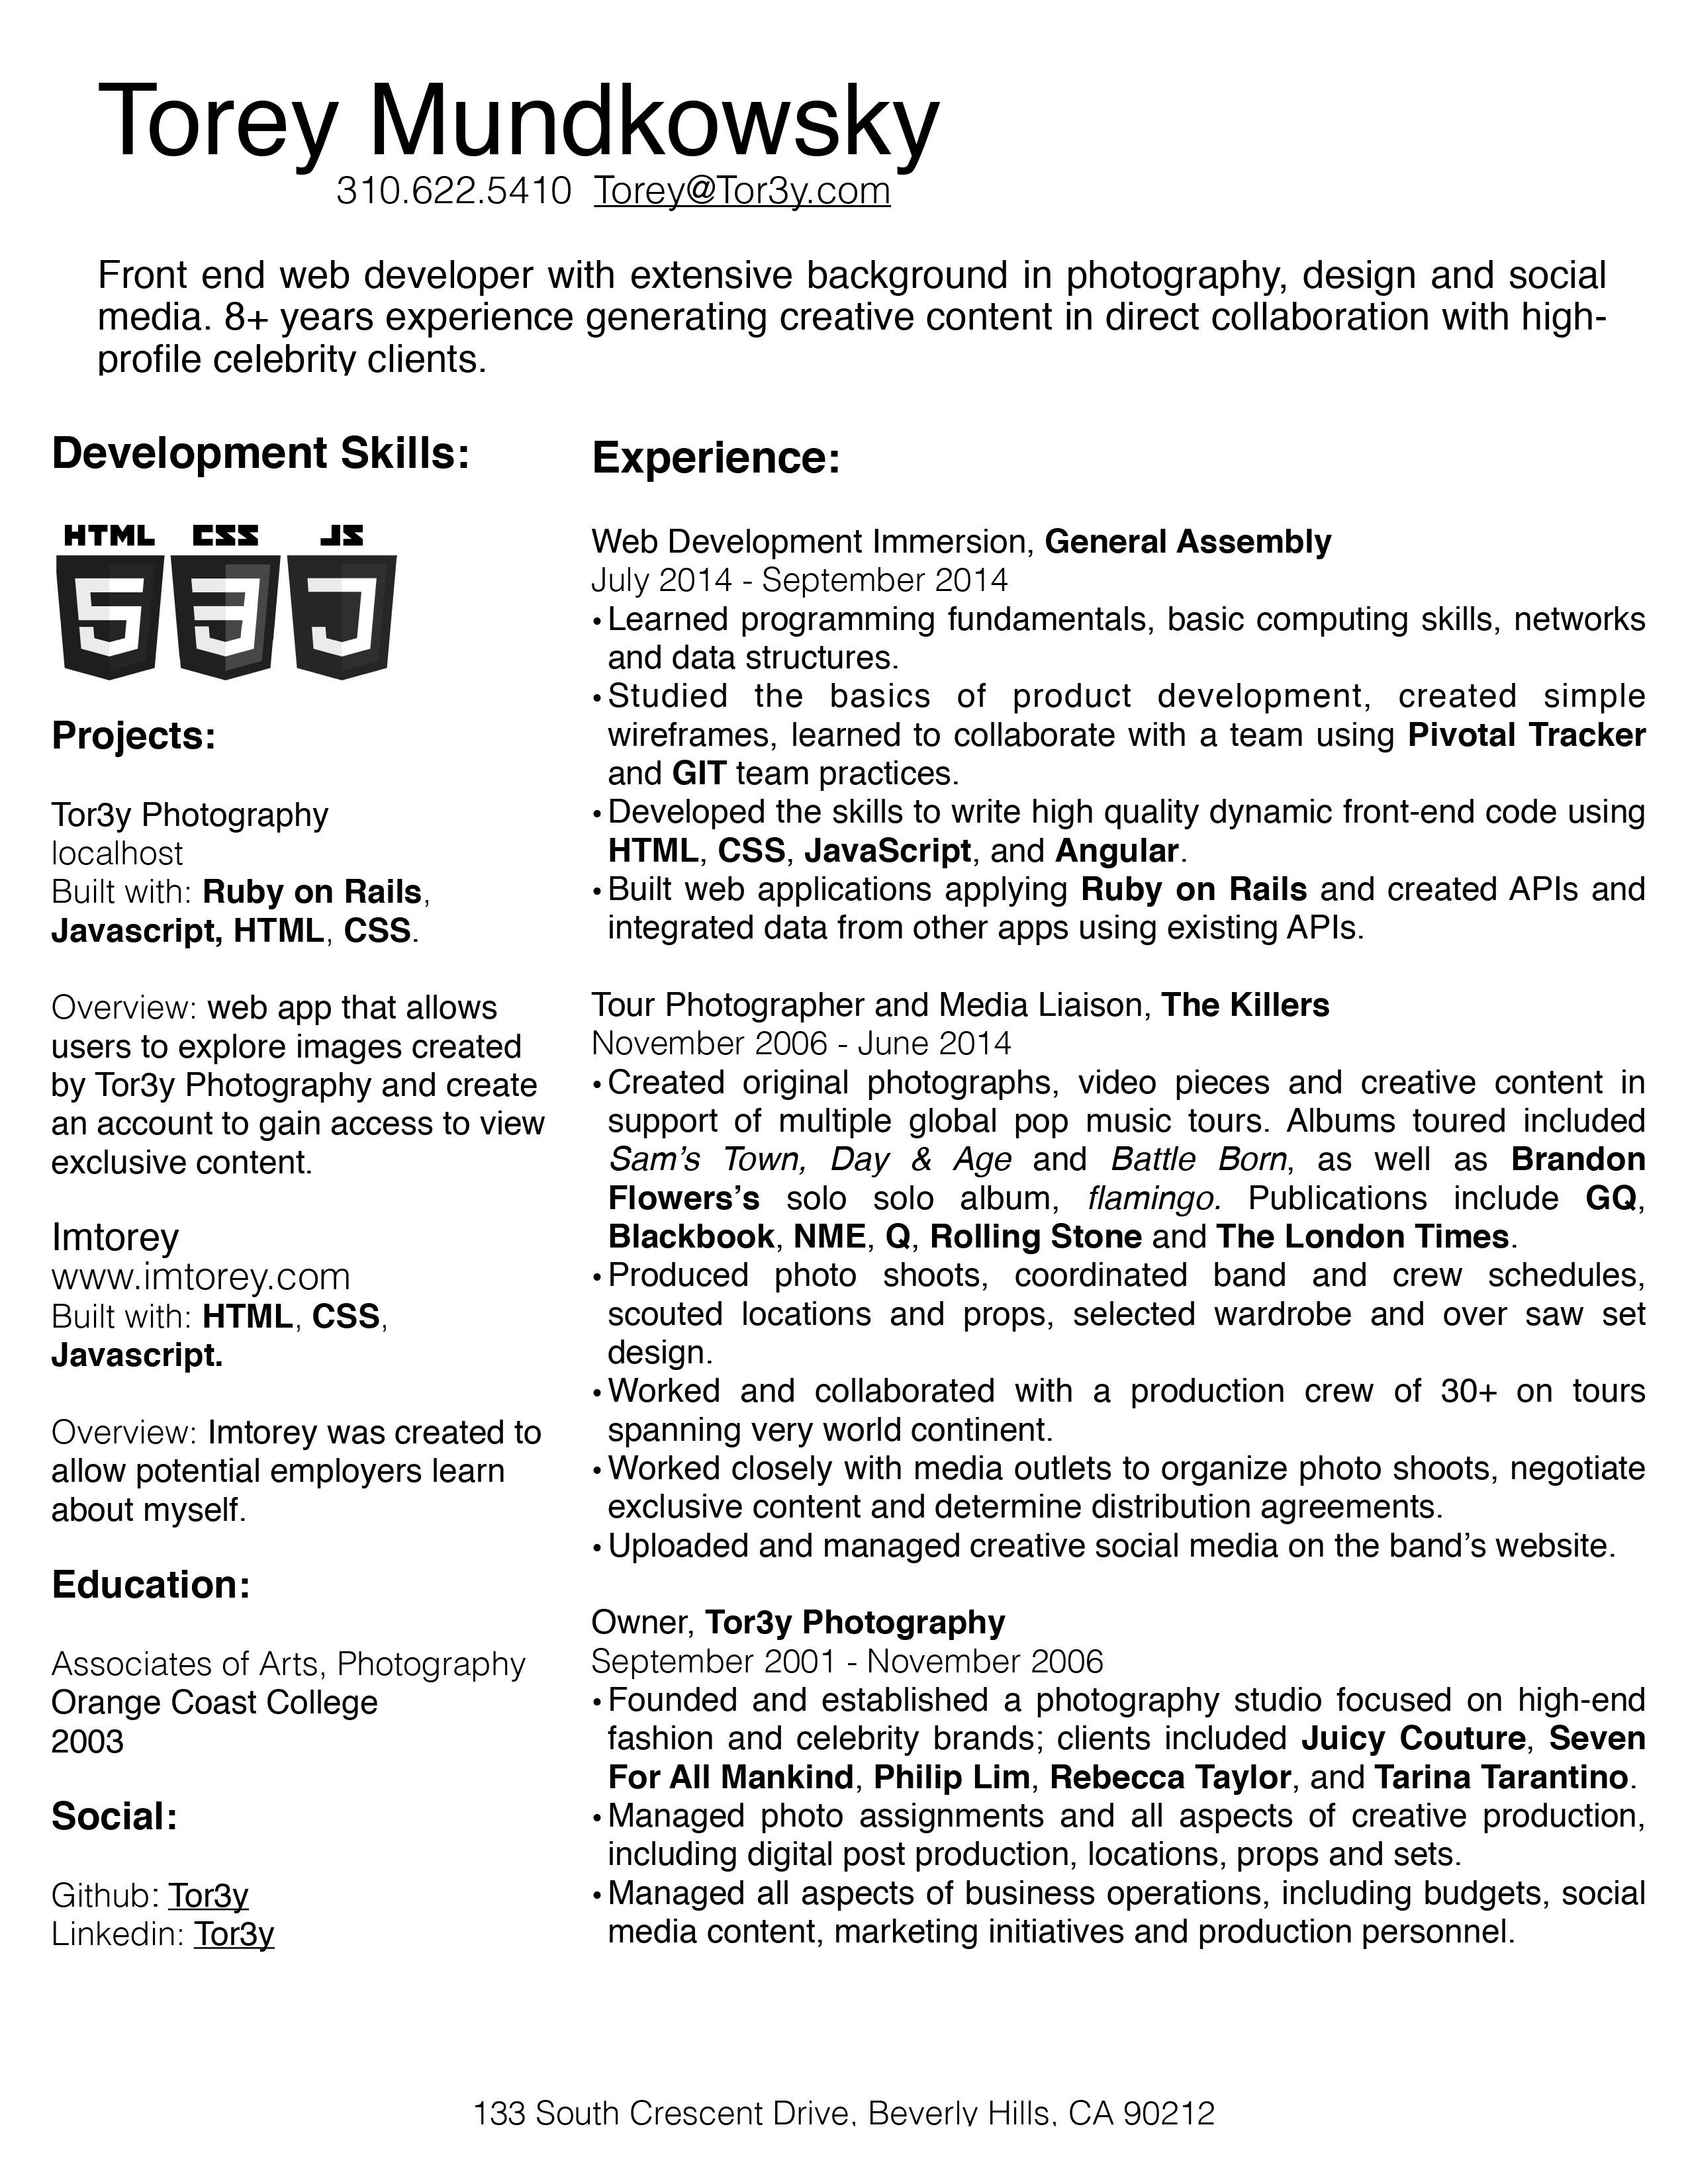 Torey Mundkowsky
310.622.5410 Torey@Tor3y.com
Front end web developer with extensive background in photography, design and social
media. 8+ years experience generating creative content in direct collaboration with high-
profile celebrity clients.
Development Skills:
HTML CSS JS
5 3 J
Projects:
Tor3y Photography
localhost
Built with: Ruby on Rails,
Javascript, HTML, CSS.
Overview: web app that allows
users to explore images created
by Tor3y Photography and create
an account to gain access to view
exclusive content.
Imtorey
www.imtorey.com
Built with: HTML, CSS,
Javascript.
Overview: Imtorey was created to
allow potential employers learn
about myself.
Education:
Associates of Arts, Photography
Orange Coast College
2003
Social:
Github: Tor3y
Linkedin: Tor3y
Experience:
Web Development Immersion, General Assembly
July 2014 - September 2014
• Learned programming fundamentals, basic computing skills, networks
and data structures.
• Studied the basics of product development, created simple
wireframes, learned to collaborate with a team using Pivotal Tracker
and GIT team practices.
• Developed the skills to write high quality dynamic front-end code using
HTML, CSS, JavaScript, and Angular.
• Built web applications applying Ruby on Rails and created APIs and
integrated data from other apps using existing APIs.
Tour Photographer and Media Liaison, The Killers
November 2006 - June 2014
• Created original photographs, video pieces and creative content in
support of multiple global pop music tours. Albums toured included
Sam’s Town, Day & Age and Battle Born, as well as Brandon
Flowers’s solo solo album, flamingo. Publications include GQ,
Blackbook, NME, Q, Rolling Stone and The London Times.
• Produced photo shoots, coordinated band and crew schedules,
scouted locations and props, selected wardrobe and over saw set
design.
• Worked and collaborated with a production crew of 30+ on tours
spanning very world continent.
• Worked closely with media outlets to organize photo shoots, negotiate
exclusive content and determine distribution agreements.
• Uploaded and managed creative social media on the band’s website.
Owner, Tor3y Photography
September 2001 - November 2006
• Founded and established a photography studio focused on high-end
fashion and celebrity brands; clients included Juicy Couture, Seven
For All Mankind, Philip Lim, Rebecca Taylor, and Tarina Tarantino.
• Managed photo assignments and all aspects of creative production,
including digital post production, locations, props and sets.
• Managed all aspects of business operations, including budgets, social
media content, marketing initiatives and production personnel.
133 South Crescent Drive, Beverly Hills, CA 90212